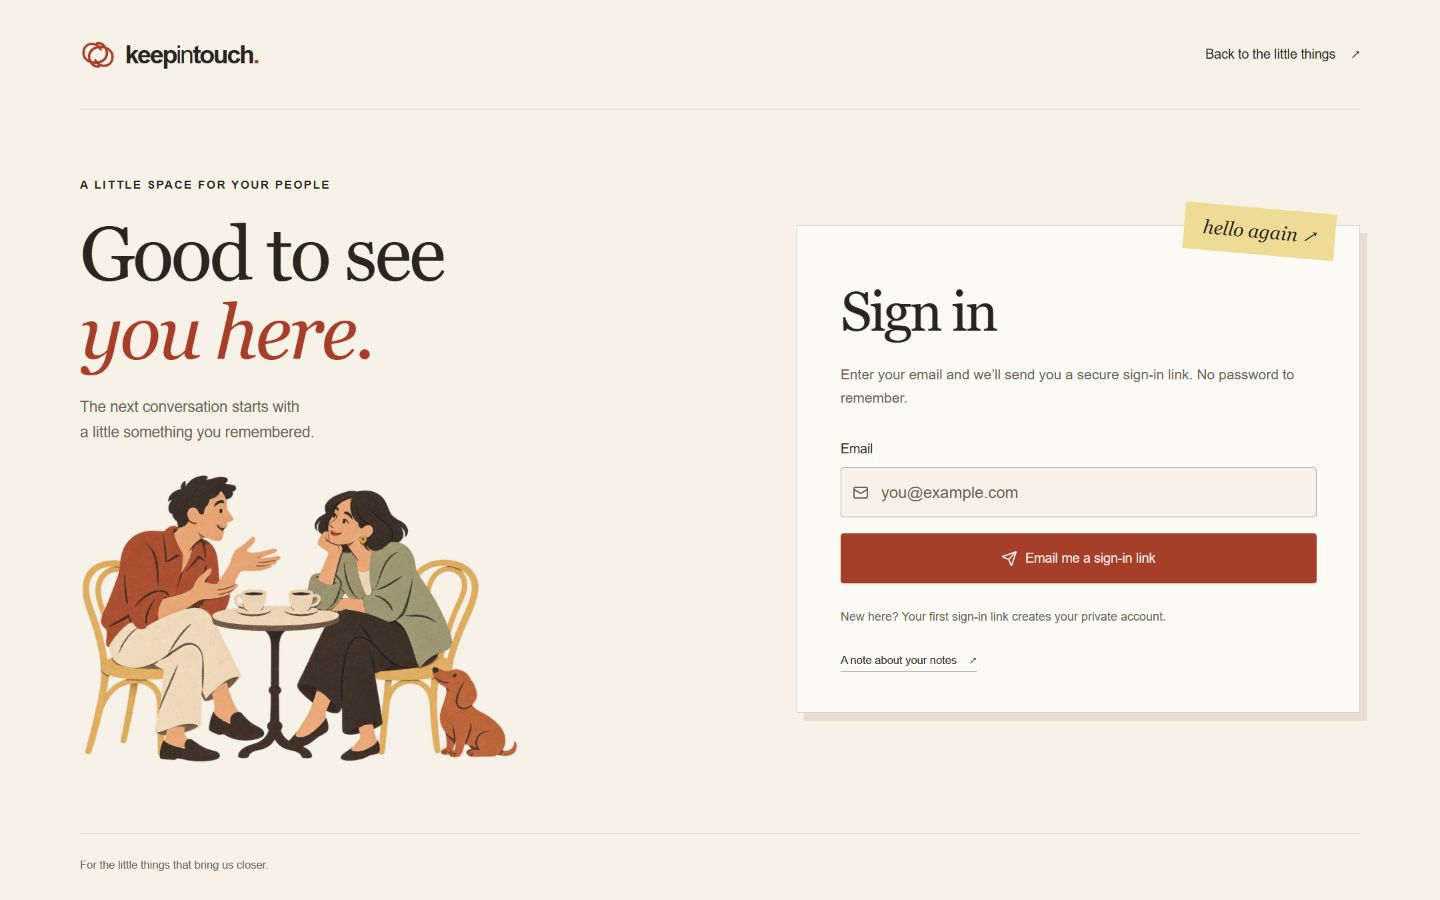 keepintouch.
Back to the little things ↗
A LITTLE SPACE FOR YOUR PEOPLE
Good to see
you here.
The next conversation starts with
a little something you remembered.
hello again ↗
Sign in
Enter your email and we’ll send you a secure sign-in link. No password to
remember.
Email
you@example.com
Email me a sign-in link
New here? Your first sign-in link creates your private account.
A note about your notes ↗
For the little things that bring us closer.